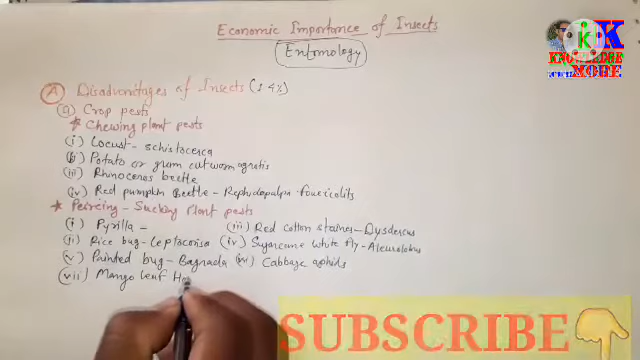 Economic Importance of Insects
Entomology
K K
k
KNOWLEDGE
MORE
A Disadvantages of Insects (1.4%)
(a) Crop pests
* Chewing plant pests
(i) Locust - schistocerca
(ii) Potato or gram cutworm agrotis
(iii) Rhinoceros beetle
(iv) Red pumpkin Beetle - Raphidopalpa foveicolits
* Peircing - Sucking plant pests
(i) Pyrilla - (iii) Red cotton stainer - Dysdercus
(ii) Rice bug - Leptocorisa (iv) Sugarcane white fly - Aleurolobus
(v) Painted bug - Bagrada (vi) Cabbage aphids
(vii) Mango leaf Ho
SUBSCRIBE